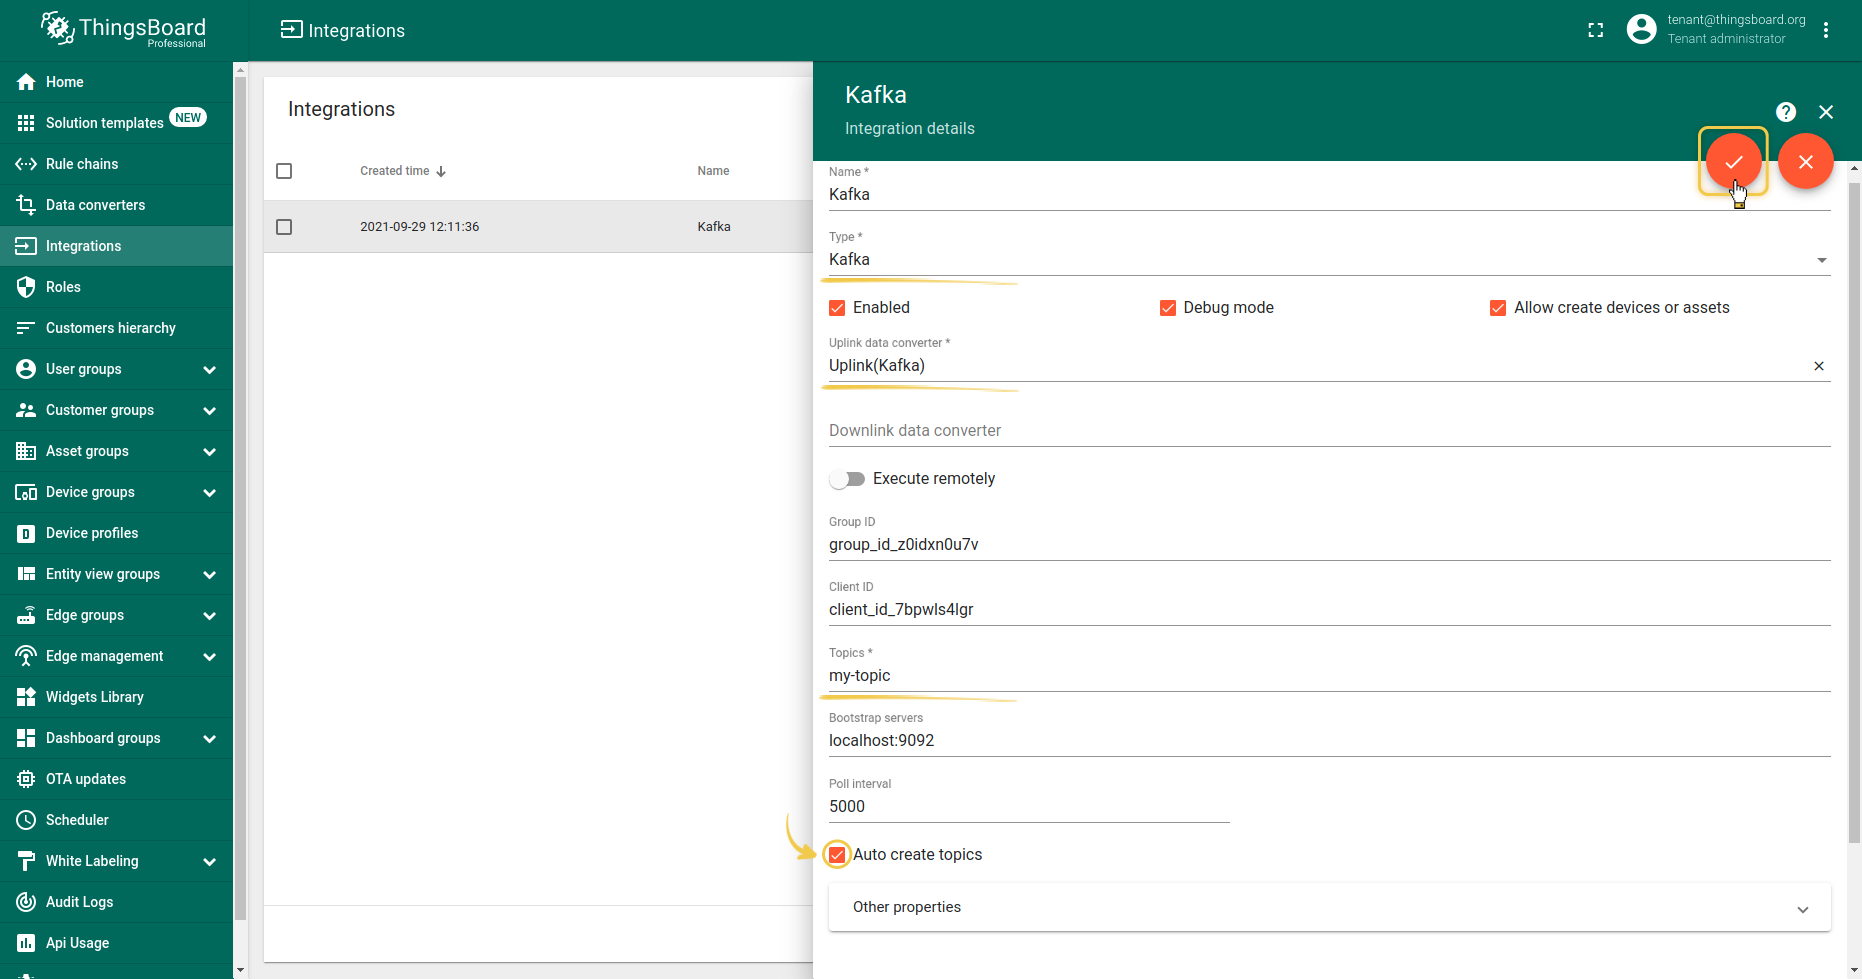 ThingsBoard
Professional
Integrations
tenant@thingsboard.org
Tenant administrator
Home
Solution templates NEW
Rule chains
Data converters
Integrations
Roles
Customers hierarchy
User groups
Customer groups
Asset groups
Device groups
Device profiles
Entity view groups
Edge groups
Edge management
Widgets Library
Dashboard groups
OTA updates
Scheduler
White Labeling
Audit Logs
Api Usage
Integrations
Created time Name
2021-09-29 12:11:36 Kafka
Kafka
Integration details
Name *
Kafka
Type *
Kafka
Enabled Debug mode Allow create devices or assets
Uplink data converter *
Uplink(Kafka)
Downlink data converter
Execute remotely
Group ID
group_id_z0idxn0u7v
Client ID
client_id_7bpwls4lgr
Topics *
my-topic
Bootstrap servers
localhost:9092
Poll interval
5000
Auto create topics
Other properties